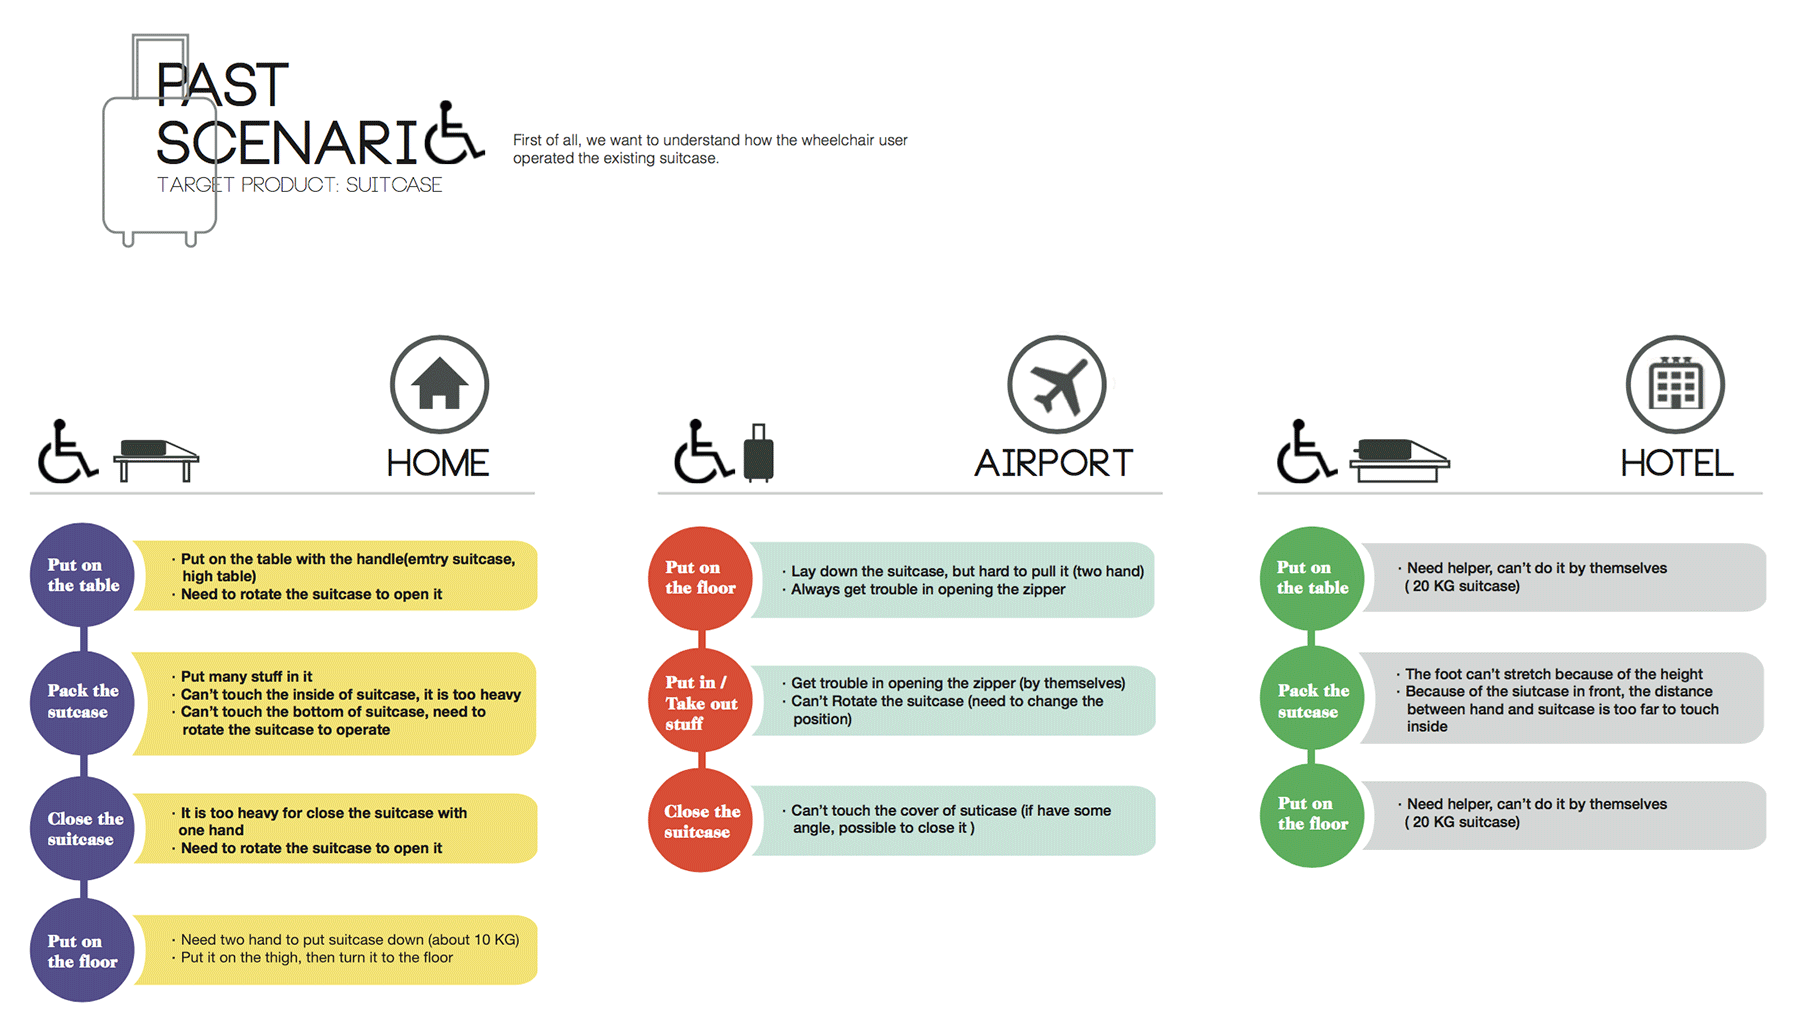 PAST
SCENARI
TARGET PRODUCT: SUITCASE
First of all, we want to understand how the wheelchair user
operated the existing suitcase.
HOME
Put on
the table
· Put on the table with the handle(emtry suitcase,
high table)
· Need to rotate the suitcase to open it
Pack the
sutcase
· Put many stuff in it
· Can't touch the inside of suitcase, it is too heavy
· Can't touch the bottom of suitcase, need to
rotate the suitcase to operate
Close the
suitcase
· It is too heavy for close the suitcase with
one hand
· Need to rotate the suitcase to open it
Put on
the floor
· Need two hand to put suitcase down (about 10 KG)
· Put it on the thigh, then turn it to the floor
AIRPORT
Put on
the floor
· Lay down the suitcase, but hard to pull it (two hand)
· Always get trouble in opening the zipper
Put in /
Take out
stuff
· Get trouble in opening the zipper (by themselves)
· Can't Rotate the suitcase (need to change the
position)
Close the
suitcase
· Can't touch the cover of suticase (if have some
angle, possible to close it )
HOTEL
Put on
the table
· Need helper, can't do it by themselves
( 20 KG suitcase)
Pack the
sutcase
· The foot can't stretch because of the height
· Because of the siutcase in front, the distance
between hand and suitcase is too far to touch
inside
Put on
the floor
· Need helper, can't do it by themselves
( 20 KG suitcase)